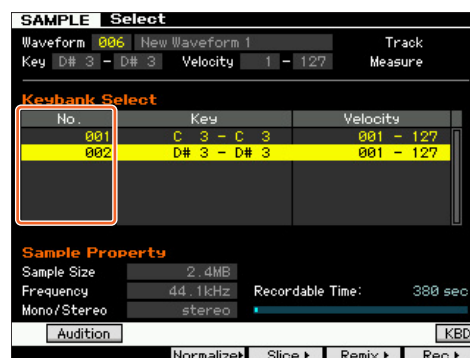 SAMPLE Select
Waveform 006 New Waveform 1 Track
Key D# 3 - D# 3 Velocity 1 - 127 Measure
Keybank Select
No. Key Velocity
001 C 3 - C 3 001 - 127
002 D# 3 - D# 3 001 - 127
Sample Property
Sample Size 2.4MB
Frequency 44.1kHz Recordable Time: 380 sec
Mono/Stereo stereo
Audition KBD
Normalize Slice Remix Rec